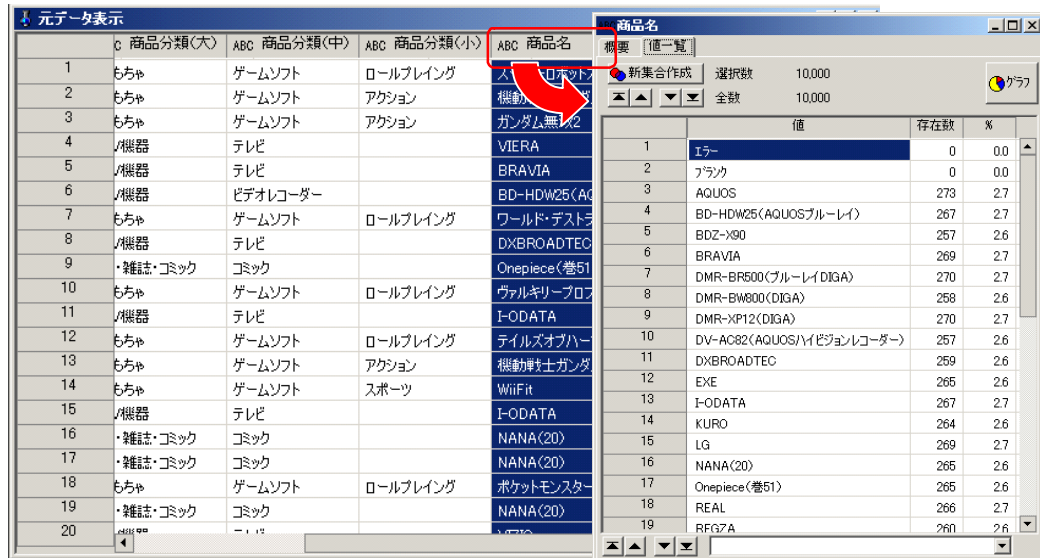 元データ表示
商品分類(大) ABC 商品分類(中) ABC 商品分類(小) ABC 商品名
1 もちゃ ゲームソフト ロールプレイング
2 もちゃ ゲームソフト アクション 機動
3 もちゃ ゲームソフト アクション ガンダム無双2
4 機器 テレビ VIERA
5 機器 テレビ BRAVIA
6 機器 ビデオレコーダー BD-HDW25(AQ
7 もちゃ ゲームソフト ロールプレイング ワールド・デストラ
8 機器 テレビ DXBROADTEC
9 ・雑誌・コミック コミック Onepiece(巻51
10 もちゃ ゲームソフト ロールプレイング ヴァルキリープロフ
11 機器 テレビ I-ODATA
12 もちゃ ゲームソフト ロールプレイング テイルズオブハー
13 もちゃ ゲームソフト アクション 機動戦士ガンダ
14 もちゃ ゲームソフト スポーツ WiiFit
15 機器 テレビ I-ODATA
16 ・雑誌・コミック コミック NANA(20)
17 ・雑誌・コミック コミック NANA(20)
18 もちゃ ゲームソフト ロールプレイング ポケットモンスター
19 ・雑誌・コミック コミック NANA(20)
20
商品名
概要 値一覧
新集合作成 選択数 10,000
全数 10,000
グラフ
値 存在数 %
1 エラー 0 0.0
2 ブランク 0 0.0
3 AQUOS 273 2.7
4 BD-HDW25(AQUOSブルーレイ) 267 2.7
5 BDZ-X90 257 2.6
6 BRAVIA 269 2.7
7 DMR-BR500(ブルーレイDIGA) 270 2.7
8 DMR-BW800(DIGA) 258 2.6
9 DMR-XP12(DIGA) 270 2.7
10 DV-AC82(AQUOSハイビジョンレコーダー) 257 2.6
11 DXBROADTEC 259 2.6
12 EXE 265 2.6
13 I-ODATA 267 2.7
14 KURO 264 2.6
15 LG 269 2.7
16 NANA(20) 265 2.6
17 Onepiece(巻51) 265 2.6
18 REAL 266 2.7
19 REGZA 260 2.6